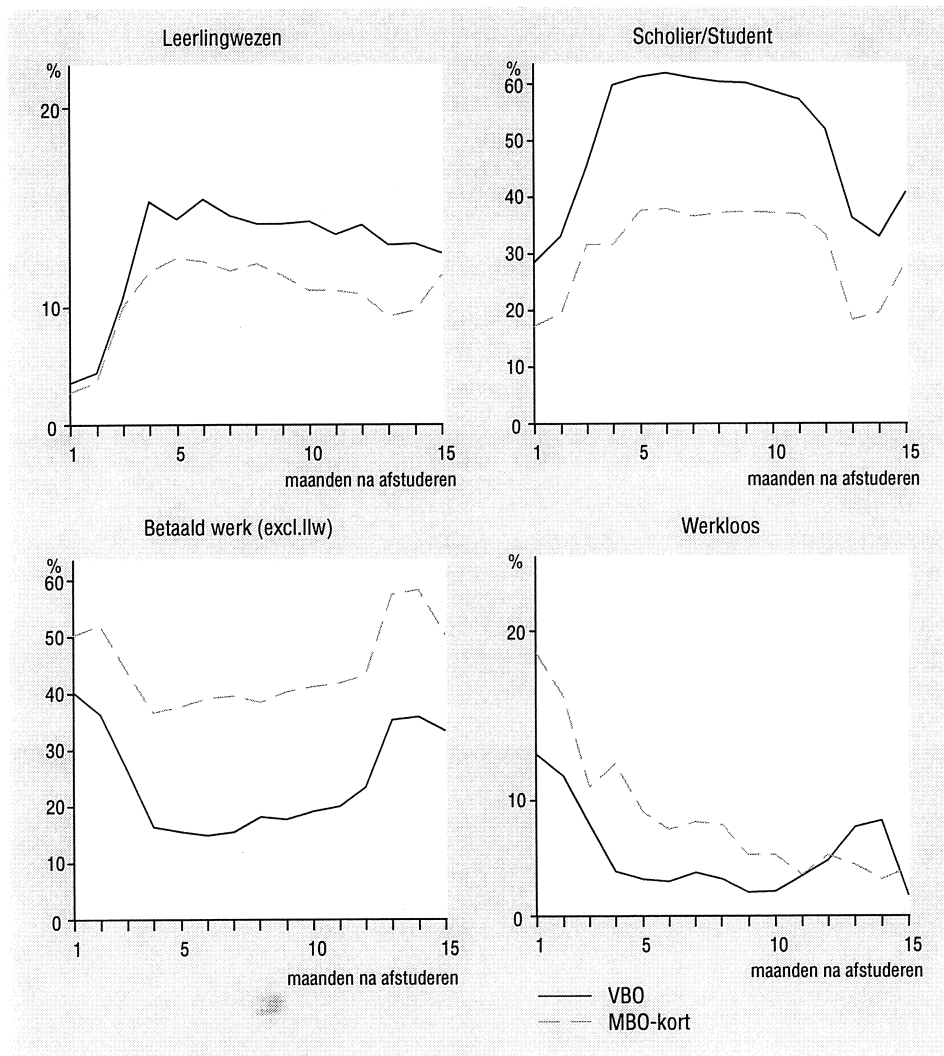 Leerlingwezen
%
20
10
0
1 5 10 15
maanden na afstuderen
Scholier/Student
%
60
50
40
30
20
10
0
1 5 10 15
maanden na afstuderen
Betaald werk (excl.llw)
%
60
50
40
30
20
10
0
1 5 10 15
maanden na afstuderen
Werkloos
%
20
10
0
1 5 10 15
maanden na afstuderen
VBO
MBO-kort